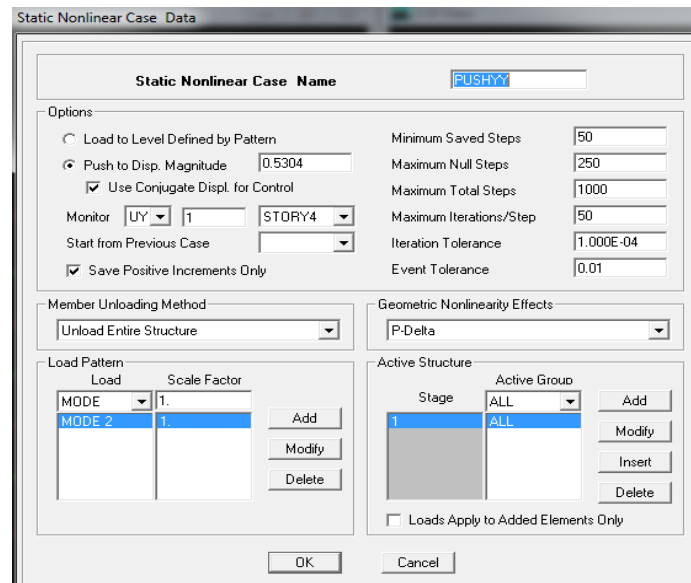 Static Nonlinear Case Data
Static Nonlinear Case Name PUSHYY
Options
Load to Level Defined by Pattern
Push to Disp. Magnitude 0.5304
Use Conjugate Displ. for Control
Monitor UY 1 STORY4
Start from Previous Case
Save Positive Increments Only
Minimum Saved Steps 50
Maximum Null Steps 250
Maximum Total Steps 1000
Maximum Iterations/Step 50
Iteration Tolerance 1.000E-04
Event Tolerance 0.01
Member Unloading Method
Unload Entire Structure
Geometric Nonlinearity Effects
P-Delta
Load Pattern
Load Scale Factor
MODE 1.
MODE 2 1.
Add
Modify
Delete
Active Structure
Active Group
Stage ALL
1 ALL
Add
Modify
Insert
Delete
Loads Apply to Added Elements Only
OK Cancel